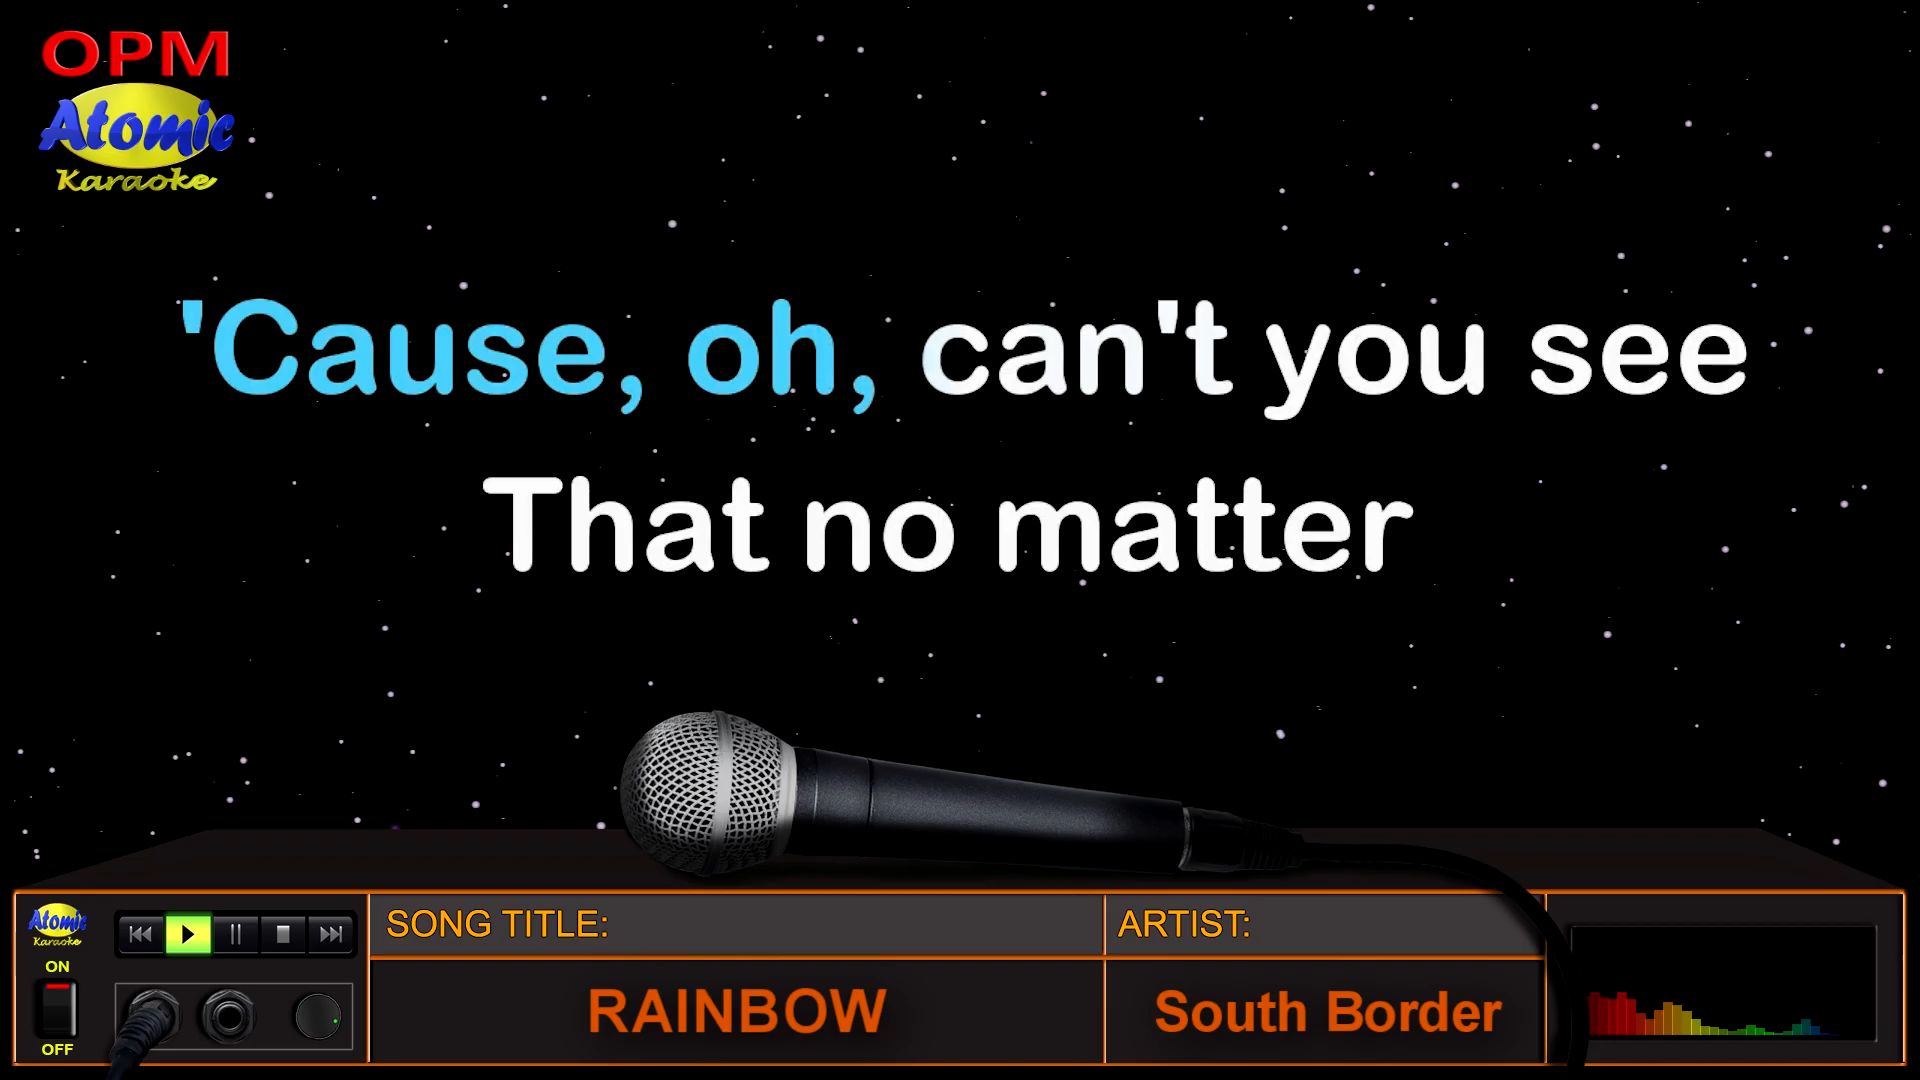 OPM
Atomic
Karaoke
'Cause, oh, can't you see
That no matter
Atomic
Karaoke
ON
OFF
SONG TITLE:
RAINBOW
ARTIST:
South Border